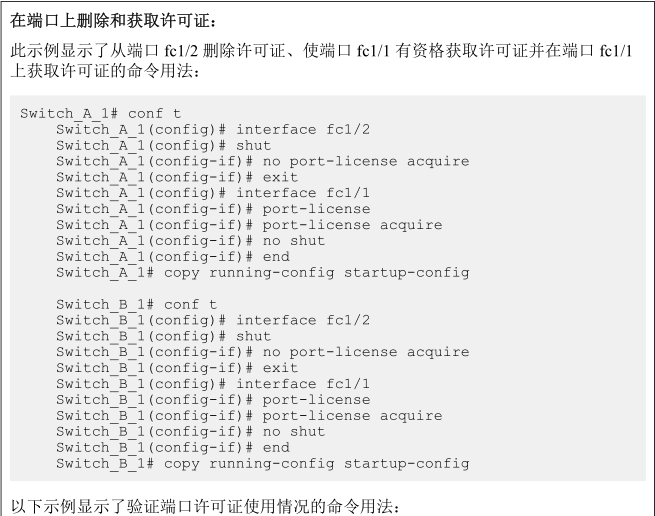 在端口上删除和获取许可证：
此示例显示了从端口 fc1/2 删除许可证、使端口 fc1/1 有资格获取许可证并在端口 fc1/1
上获取许可证的命令用法：
Switch_A_1# conf t
Switch_A_1(config)# interface fc1/2
Switch_A_1(config)# shut
Switch_A_1(config-if)# no port-license acquire
Switch_A_1(config-if)# exit
Switch_A_1(config)# interface fc1/1
Switch_A_1(config-if)# port-license
Switch_A_1(config-if)# port-license acquire
Switch_A_1(config-if)# no shut
Switch_A_1(config-if)# end
Switch_A_1# copy running-config startup-config
Switch_B_1# conf t
Switch_B_1(config)# interface fc1/2
Switch_B_1(config)# shut
Switch_B_1(config-if)# no port-license acquire
Switch_B_1(config-if)# exit
Switch_B_1(config)# interface fc1/1
Switch_B_1(config-if)# port-license
Switch_B_1(config-if)# port-license acquire
Switch_B_1(config-if)# no shut
Switch_B_1(config-if)# end
Switch_B_1# copy running-config startup-config
以下示例显示了验证端口许可证使用情况的命令用法：